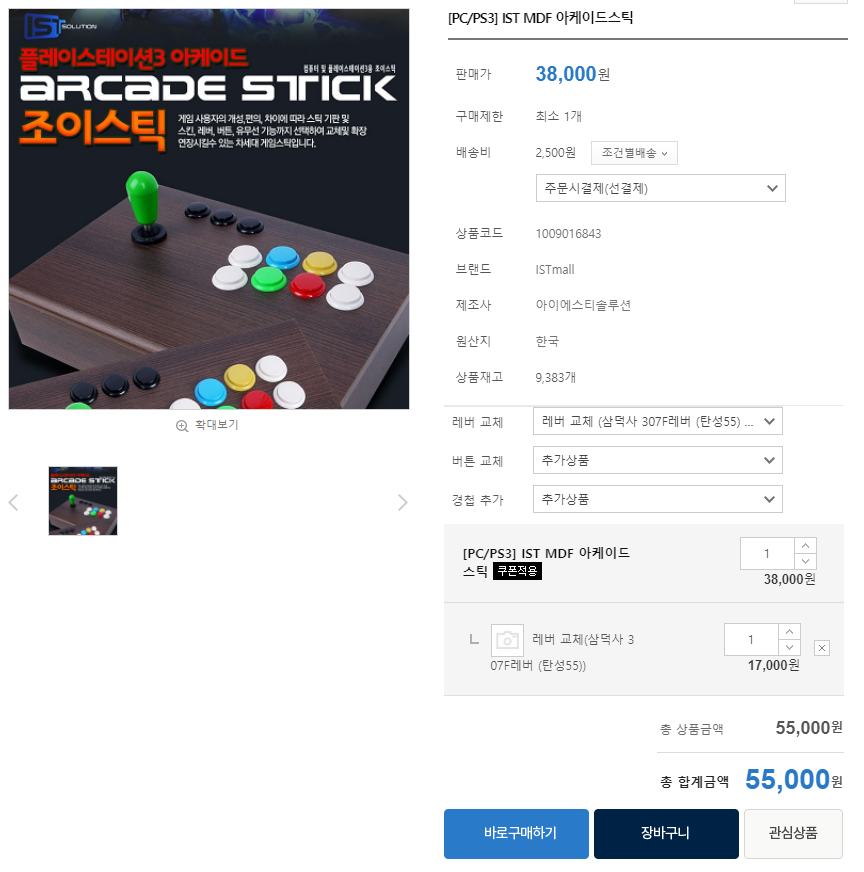 IST SOLUTION
플레이스테이션3 아케이드
컴퓨터 및 플레이스테이션3용 조이스틱
ARCADE STICK
조이스틱
게임 사용자의 개성,편의, 차이에 따라 스틱 기판 및
스킨, 레버, 버튼, 유무선 기능까지 선택하여 교체및 확장
연장시킬수 있는 차세대 게임스틱입니다.
확대보기
[PC/PS3] IST MDF 아케이드스틱
판매가 38,000원
구매제한 최소 1개
배송비 2,500원 조건별배송
주문시결제(선결제)
상품코드 1009016843
브랜드 ISTmall
제조사 아이에스티솔루션
원산지 한국
상품재고 9,383개
레버 교체 레버 교체 (삼덕사 307F레버 (탄성55) ...
버튼 교체 추가상품
경첩 추가 추가상품
[PC/PS3] IST MDF 아케이드
스틱 쿠폰적용
1
38,000원
레버 교체(삼덕사 3
07F레버 (탄성55))
1
17,000원
총 상품금액 55,000원
총 합계금액 55,000원
바로구매하기 장바구니 관심상품